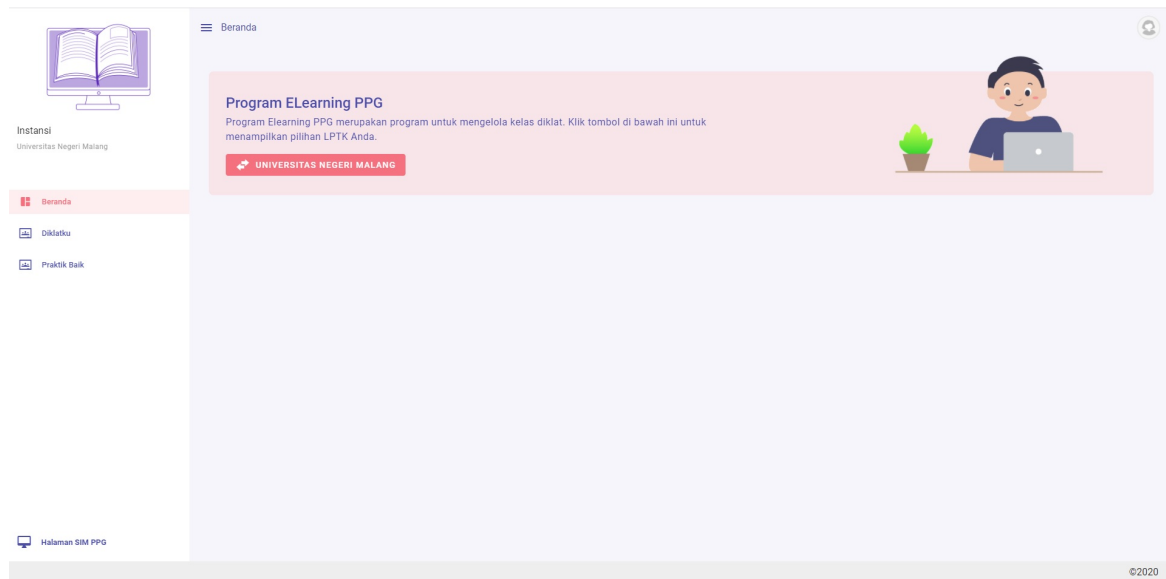 Beranda
Instansi
Universitas Negeri Malang
Beranda
Diklatku
Praktik Baik
Halaman SIM PPG
Program ELearning PPG
Program Elearning PPG merupakan program untuk mengelola kelas diklat. Klik tombol di bawah ini untuk
menampilkan pilihan LPTK Anda.
UNIVERSITAS NEGERI MALANG
©2020